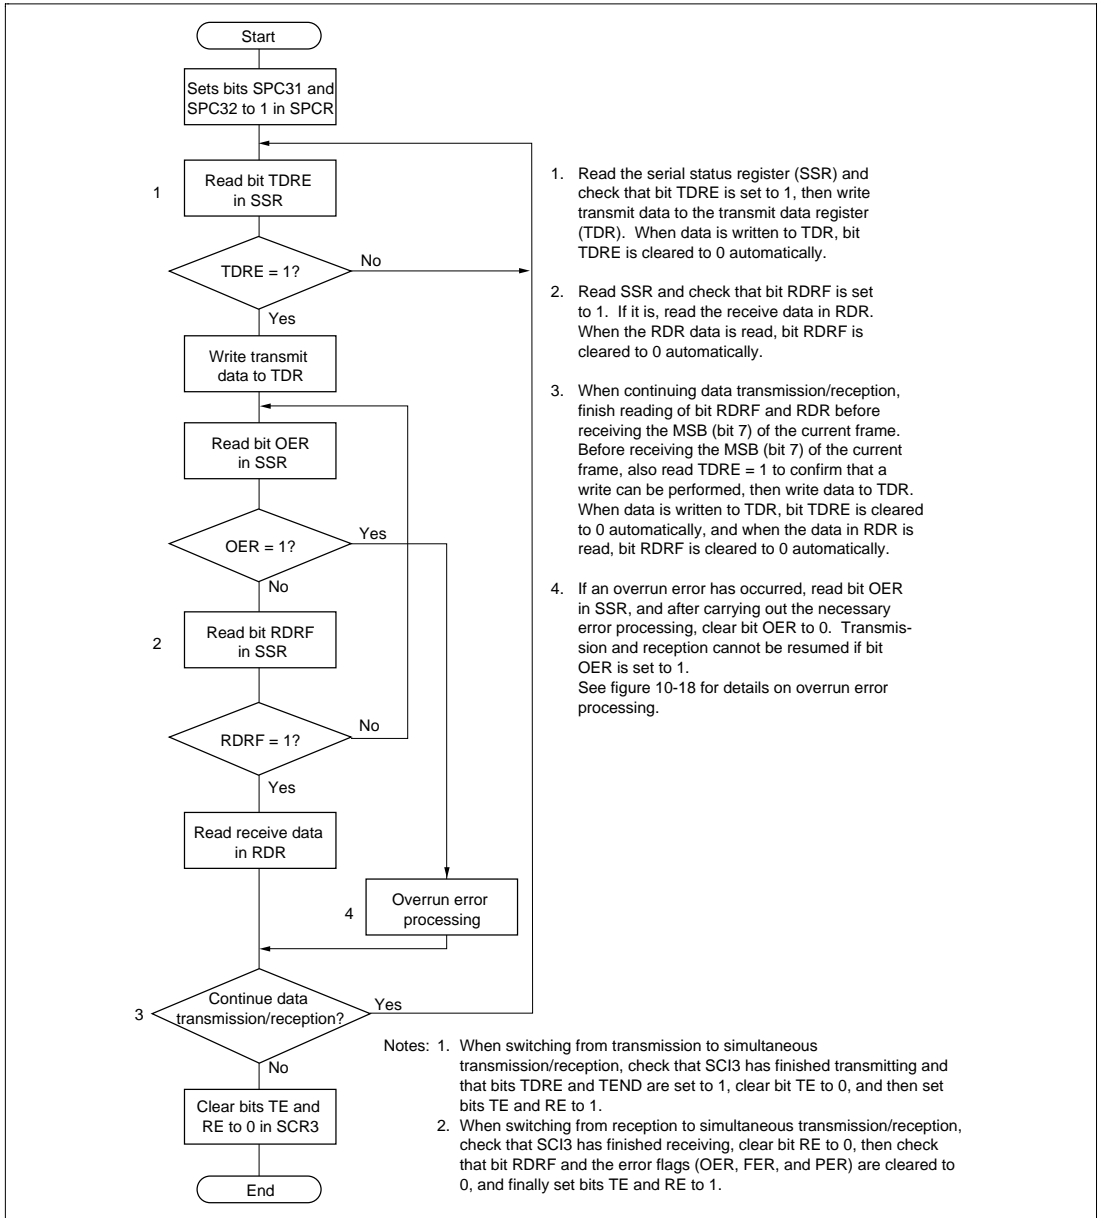 Start
Sets bits SPC31 and
SPC32 to 1 in SPCR
1
Read bit TDRE
in SSR
TDRE = 1?
No
Yes
Write transmit
data to TDR
Read bit OER
in SSR
OER = 1?
Yes
No
2
Read bit RDRF
in SSR
RDRF = 1?
No
Yes
Read receive data
in RDR
4
Overrun error
processing
3
Continue data
transmission/reception?
Yes
No
Clear bits TE and
RE to 0 in SCR3
End
1. Read the serial status register (SSR) and
check that bit TDRE is set to 1, then write
transmit data to the transmit data register
(TDR). When data is written to TDR, bit
TDRE is cleared to 0 automatically.
2. Read SSR and check that bit RDRF is set
to 1. If it is, read the receive data in RDR.
When the RDR data is read, bit RDRF is
cleared to 0 automatically.
3. When continuing data transmission/reception,
finish reading of bit RDRF and RDR before
receiving the MSB (bit 7) of the current frame.
Before receiving the MSB (bit 7) of the current
frame, also read TDRE = 1 to confirm that a
write can be performed, then write data to TDR.
When data is written to TDR, bit TDRE is cleared
to 0 automatically, and when the data in RDR is
read, bit RDRF is cleared to 0 automatically.
4. If an overrun error has occurred, read bit OER
in SSR, and after carrying out the necessary
error processing, clear bit OER to 0. Transmis-
sion and reception cannot be resumed if bit
OER is set to 1.
See figure 10-18 for details on overrun error
processing.
Notes: 1. When switching from transmission to simultaneous
transmission/reception, check that SCI3 has finished transmitting and
that bits TDRE and TEND are set to 1, clear bit TE to 0, and then set
bits TE and RE to 1.
2. When switching from reception to simultaneous transmission/reception,
check that SCI3 has finished receiving, clear bit RE to 0, then check
that bit RDRF and the error flags (OER, FER, and PER) are cleared to
0, and finally set bits TE and RE to 1.